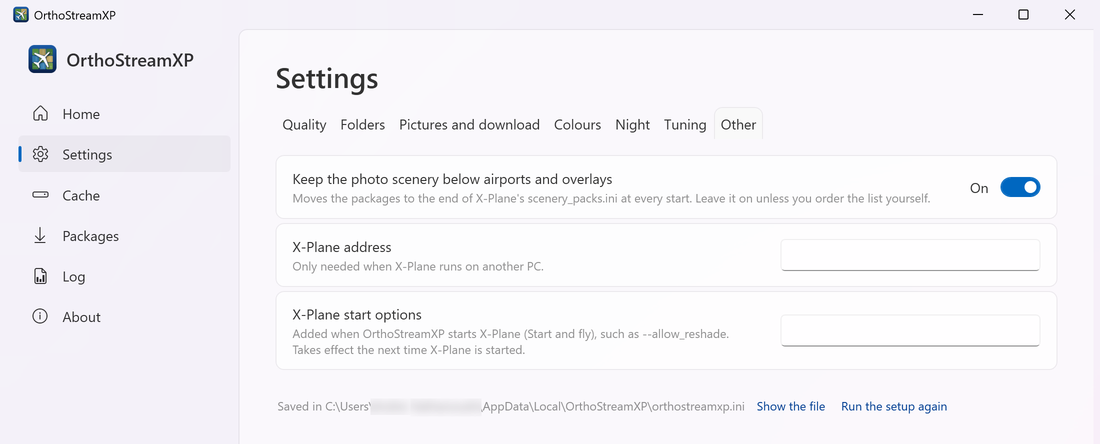 OrthoStreamXP
OrthoStreamXP
Home
Settings
Cache
Packages
Log
About
Settings
Quality Folders Pictures and download Colours Night Tuning Other
Keep the photo scenery below airports and overlays
On
Moves the packages to the end of X-Plane's scenery_packs.ini at every start. Leave it on unless you order the list yourself.
X-Plane address
Only needed when X-Plane runs on another PC.
X-Plane start options
Added when OrthoStreamXP starts X-Plane (Start and fly), such as --allow_reshade.
Takes effect the next time X-Plane is started.
Saved in C:\Users\ AppData\Local\OrthoStreamXP\orthostreamxp.ini Show the file Run the setup again